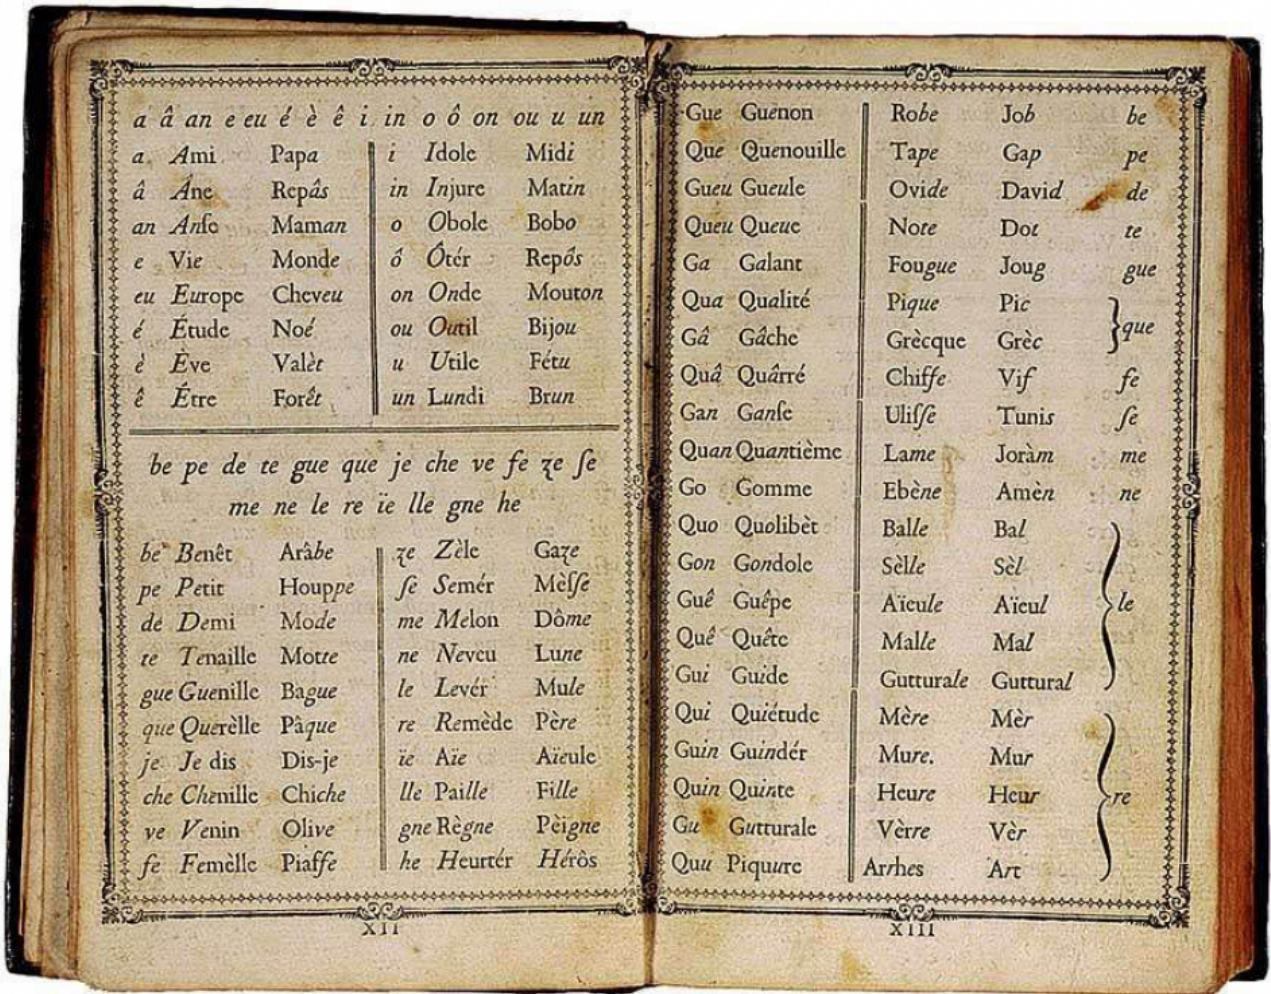 a â an e eu é è ê i in o ô on ou u un
a Ami Papa i Idole Midi
â Âne Repâs in Injure Matin
an Anſe Maman o Obole Bobo
e Vie Monde ô Ôtér Repôs
eu Europe Cheveu on Onde Mouton
é Étude Noé ou Outil Bijou
è Ève Valèt u Utile Fétu
ê Étre Forêt un Lundi Brun
be pe de te gue que je che ve fe ze ſe
me ne le re ïe lle gne he
be Benêt Arâbe ze Zèle Gaze
pe Petit Houppe ſe Semér Mèſſe
de Demi Mode me Melon Dôme
te Tenaille Motte ne Neveu Lune
gue Guenille Bague le Levér Mule
que Querèlle Pâque re Remède Père
je Je dis Dis-je ïe Aïe Aïeule
che Chenille Chiche lle Paille Fille
ve Venin Olive gne Règne Pèigne
fe Femèlle Piaffe he Heurtér Hérôs
XII
Gue Guenon Robe Job be
Que Quenouille Tape Gap pe
Gueu Gueule Ovide David de
Queu Queue Note Dot te
Ga Galant Fougue Joug gue
Qua Qualité Pique Pic
Gâ Gâche Grècque Grèc que
Quâ Quârré Chiffe Vif fe
Gan Ganſe Uliſſe Tunis ſe
Quan Quantième Lame Joràm me
Go Gomme Ebène Amèn ne
Quo Quolibèt Balle Bal
Gon Gondole Sèlle Sèl
Guê Guêpe Aïeule Aïeul le
Quê Quête Malle Mal
Gui Guide Gutturale Guttural
Qui Quiétude Mère Mèr
Guin Guindér Mure. Mur
Quin Quinte Heure Heur re
Gu Gutturale Vèrre Vèr
Quu Piquure Arrhes Art
XIII